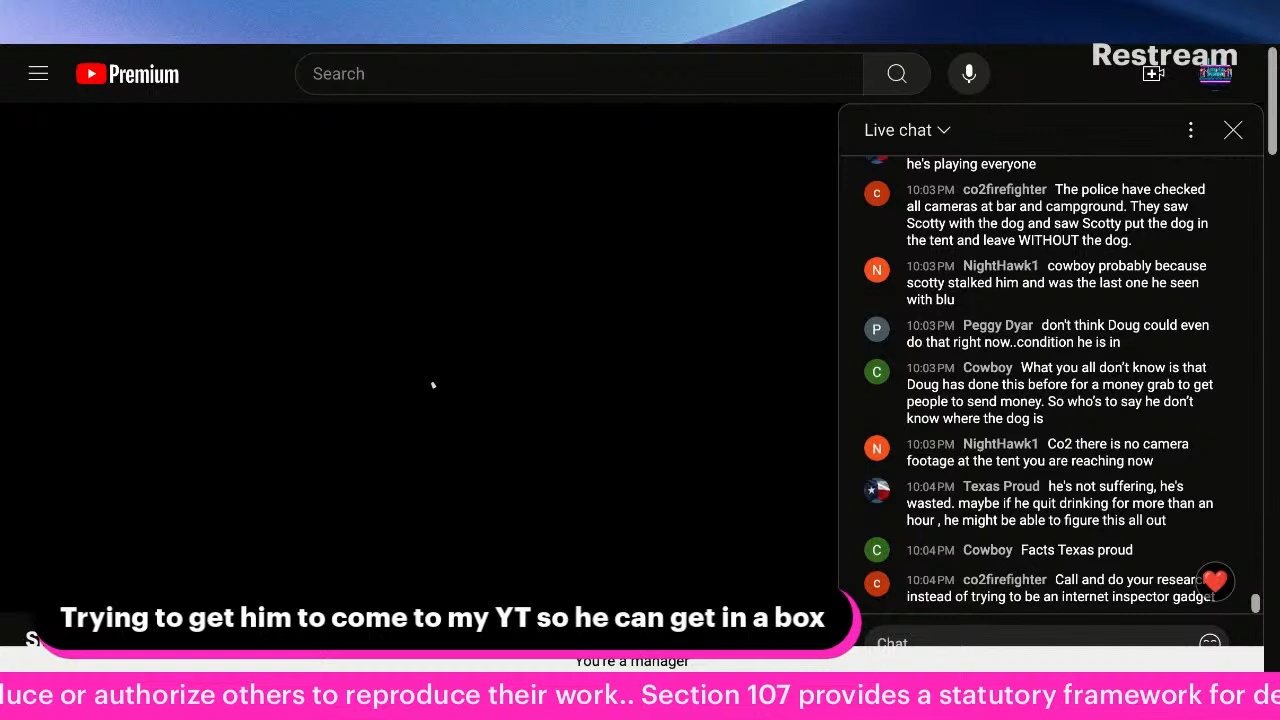 Restream
Premium
Search
Live chat
he's playing everyone
10:03 PM co2firefighter The police have checked
all cameras at bar and campground. They saw
Scotty with the dog and saw Scotty put the dog in
the tent and leave WITHOUT the dog.
10:03 PM NightHawk1 cowboy probably because
scotty stalked him and was the last one he seen
with blu
10:03 PM Peggy Dyar don't think Doug could even
do that right now..condition he is in
10:03 PM Cowboy What you all don't know is that
Doug has done this before for a money grab to get
people to send money. So who's to say he don't
know where the dog is
10:03 PM NightHawk1 Co2 there is no camera
footage at the tent you are reaching now
10:04 PM Texas Proud he's not suffering, he's
wasted. maybe if he quit drinking for more than an
hour , he might be able to figure this all out
10:04 PM Cowboy Facts Texas proud
10:04 PM co2firefighter Call and do your resear
instead of trying to be an internet inspector gadget
Chat
Trying to get him to come to my YT so he can get in a box
You're a manager
duce or authorize others to reproduce their work.. Section 107 provides a statutory framework for de